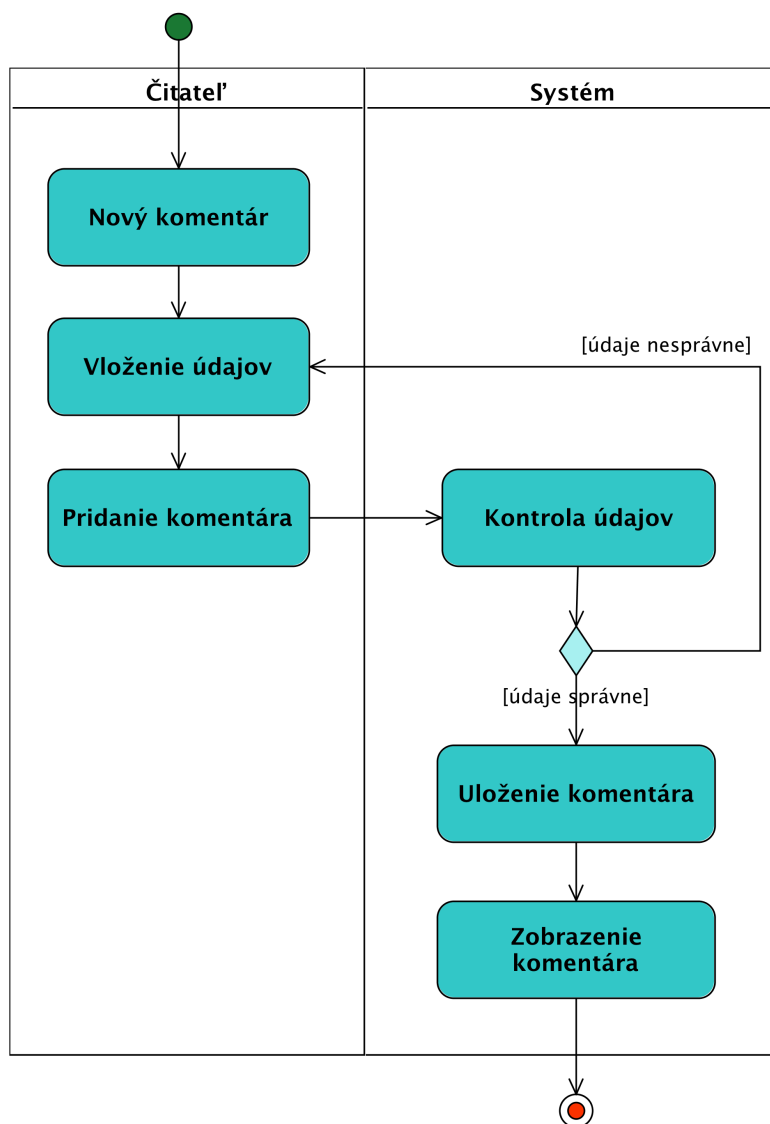 Čitateľ
Systém
Nový komentár
Vloženie údajov
[údaje nesprávne]
Pridanie komentára
Kontrola údajov
[údaje správne]
Uloženie komentára
Zobrazenie
komentára